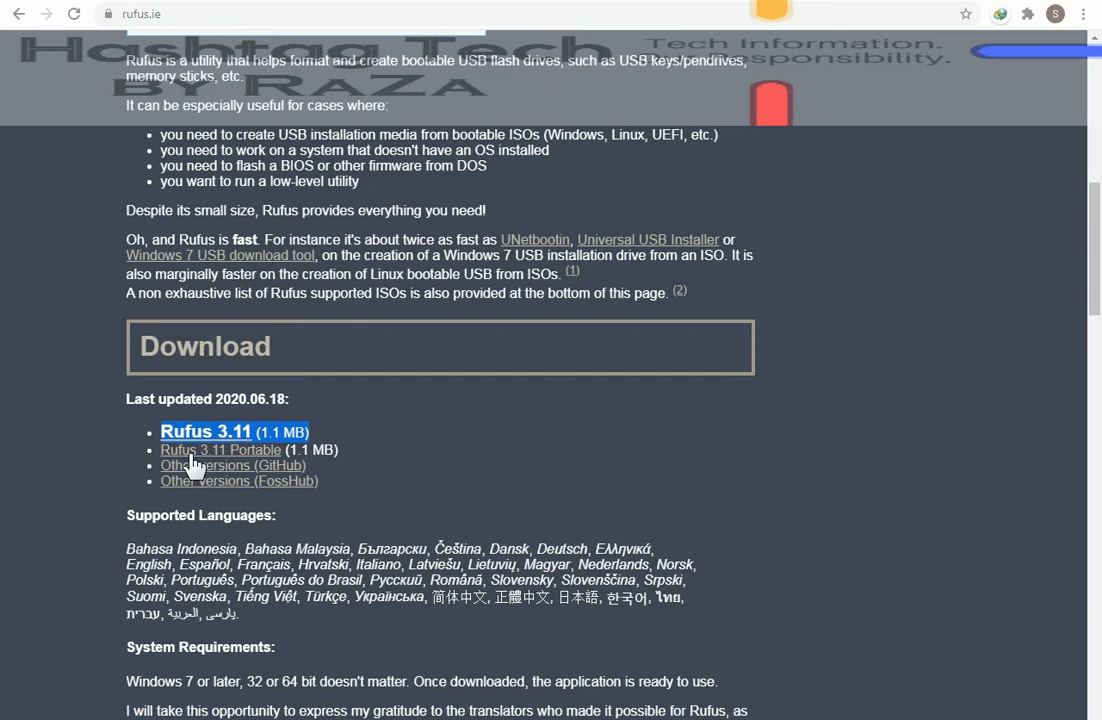 rufus.ie
S
Hashtag Tech
BY RAZA
Tech Information.
Rufus is a utility that helps format and create bootable USB flash drives, such as USB keys/pendrives,
memory sticks, etc.
It can be especially useful for cases where:
• you need to create USB installation media from bootable ISOs (Windows, Linux, UEFI, etc.)
• you need to work on a system that doesn't have an OS installed
• you need to flash a BIOS or other firmware from DOS
• you want to run a low-level utility
Despite its small size, Rufus provides everything you need!
Oh, and Rufus is fast. For instance it's about twice as fast as UNetbootin, Universal USB Installer or
Windows 7 USB download tool, on the creation of a Windows 7 USB installation drive from an ISO. It is
also marginally faster on the creation of Linux bootable USB from ISOs. (1)
A non exhaustive list of Rufus supported ISOs is also provided at the bottom of this page. (2)
Download
Last updated 2020.06.18:
• Rufus 3.11 (1.1 MB)
• Rufus 3.11 Portable (1.1 MB)
• Other versions (GitHub)
• Other versions (FossHub)
Supported Languages:
Bahasa Indonesia, Bahasa Malaysia, Български, Čeština, Dansk, Deutsch, Ελληνικά,
English, Español, Français, Hrvatski, Italiano, Latviešu, Lietuvių, Magyar, Nederlands, Norsk,
Polski, Português, Português do Brasil, Русский, Română, Slovensky, Slovenščina, Srpski,
Suomi, Svenska, Tiếng Việt, Türkçe, Українська, 简体中文, 正體中文, 日本語, 한국어, ไทย,
עברית, العربية, پارسی.
System Requirements:
Windows 7 or later, 32 or 64 bit doesn't matter. Once downloaded, the application is ready to use.
I will take this opportunity to express my gratitude to the translators who made it possible for Rufus, as